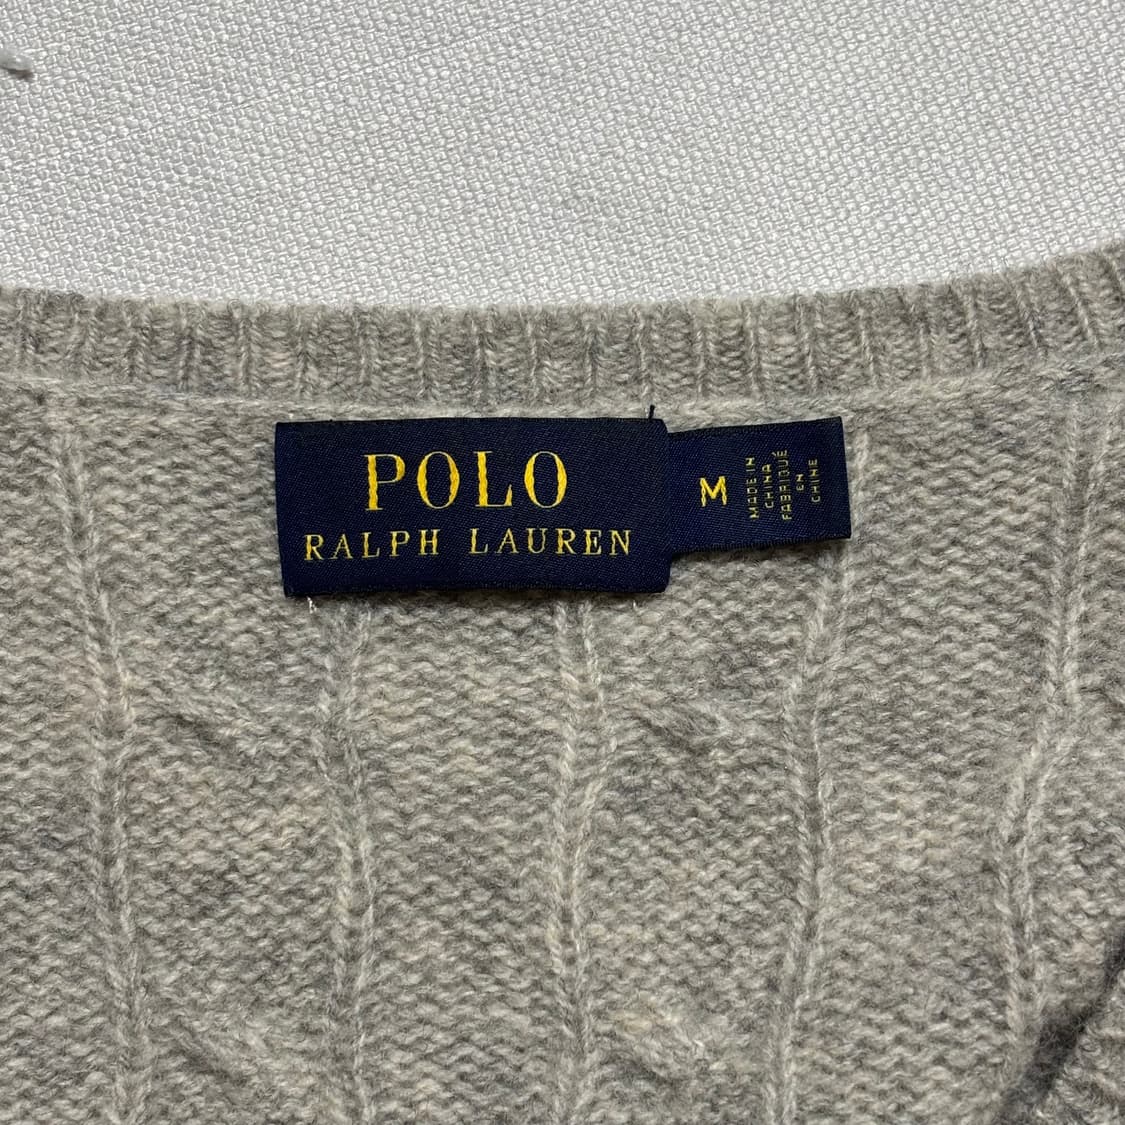 POLO
RALPH LAUREN
M
MADE IN
CHINA
FABRIQUÉ
EN
CHINE